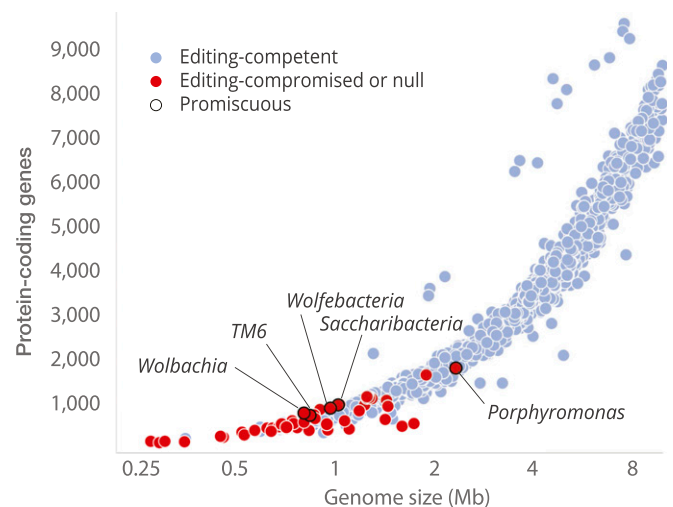 9,000
8,000
7,000
6,000
5,000
4,000
3,000
2,000
1,000
Protein-coding genes
Editing-competent
Editing-compromised or null
Promiscuous
Wolfebacteria
TM6
Saccharibacteria
Wolbachia
Porphyromonas
0.25 0.5 1 2 4 8
Genome size (Mb)